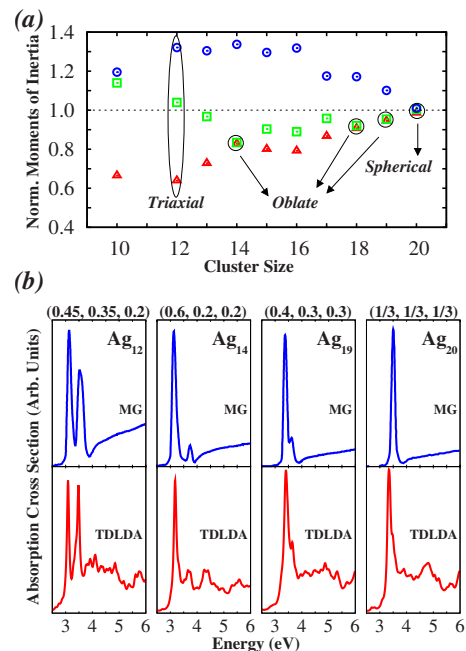 (a)
Norm. Moments of Inertia
1.4
1.2
1.0
0.8
0.6
0.4
Triaxial
Oblate
Spherical
10 12 14 16 18 20
Cluster Size
(b)
Absorption Cross Section (Arb. Units)
(0.45, 0.35, 0.2) (0.6, 0.2, 0.2) (0.4, 0.3, 0.3) (1/3, 1/3, 1/3)
Ag12 Ag14 Ag19 Ag20
MG MG MG MG
TDLDA TDLDA TDLDA TDLDA
3 4 5 6 3 4 5 6 3 4 5 6 3 4 5 6
Energy (eV)